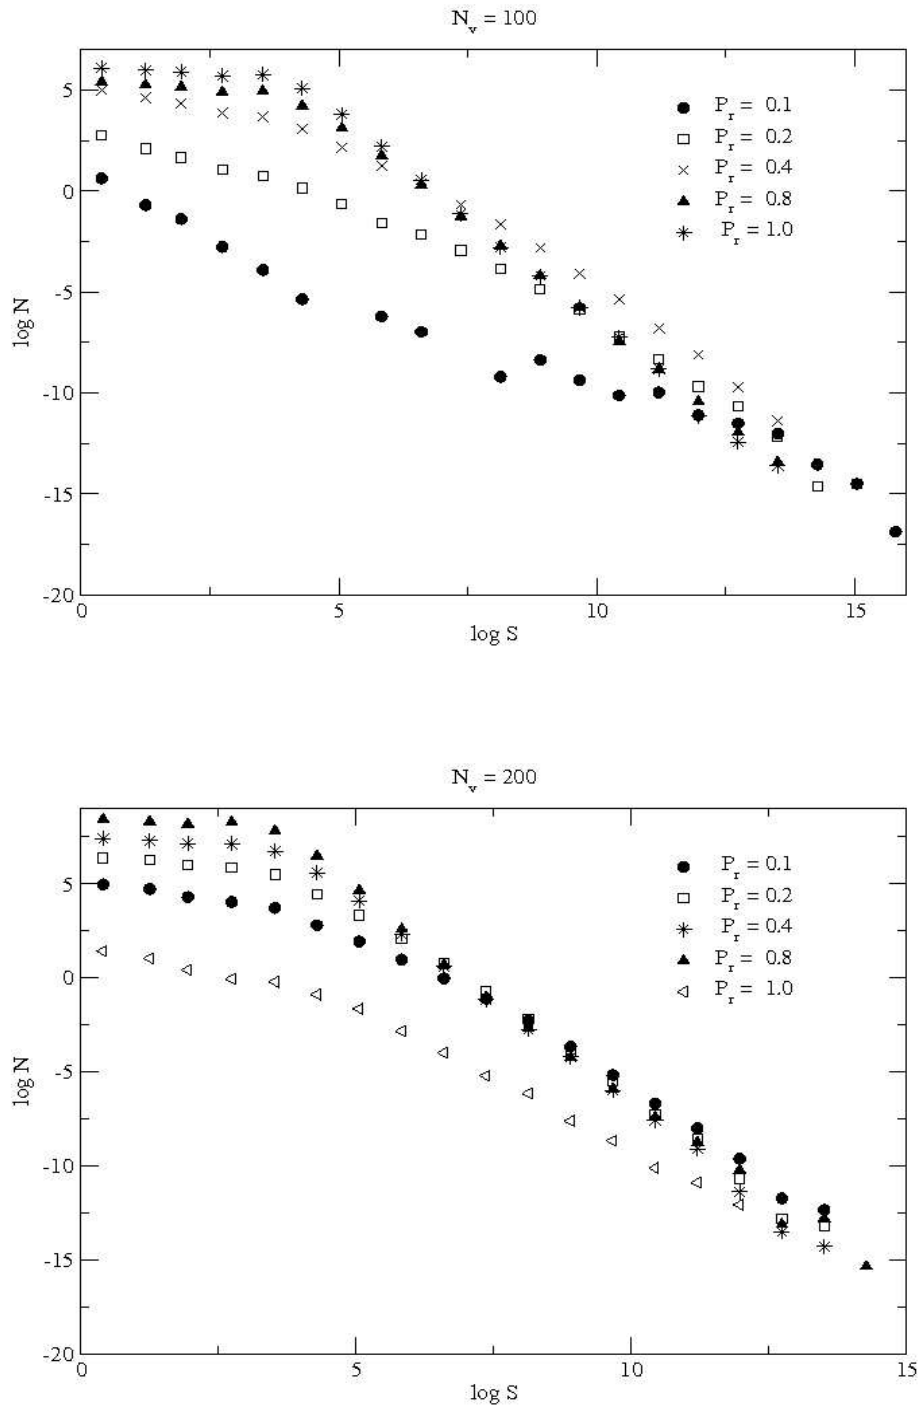 N_v = 100
5
0
-5
-10
-15
-20
log N
P_r = 0.1
P_r = 0.2
P_r = 0.4
P_r = 0.8
P_r = 1.0
0
5
10
15
log S
N_v = 200
5
0
-5
-10
-15
-20
log N
P_r = 0.1
P_r = 0.2
P_r = 0.4
P_r = 0.8
P_r = 1.0
0
5
10
15
log S